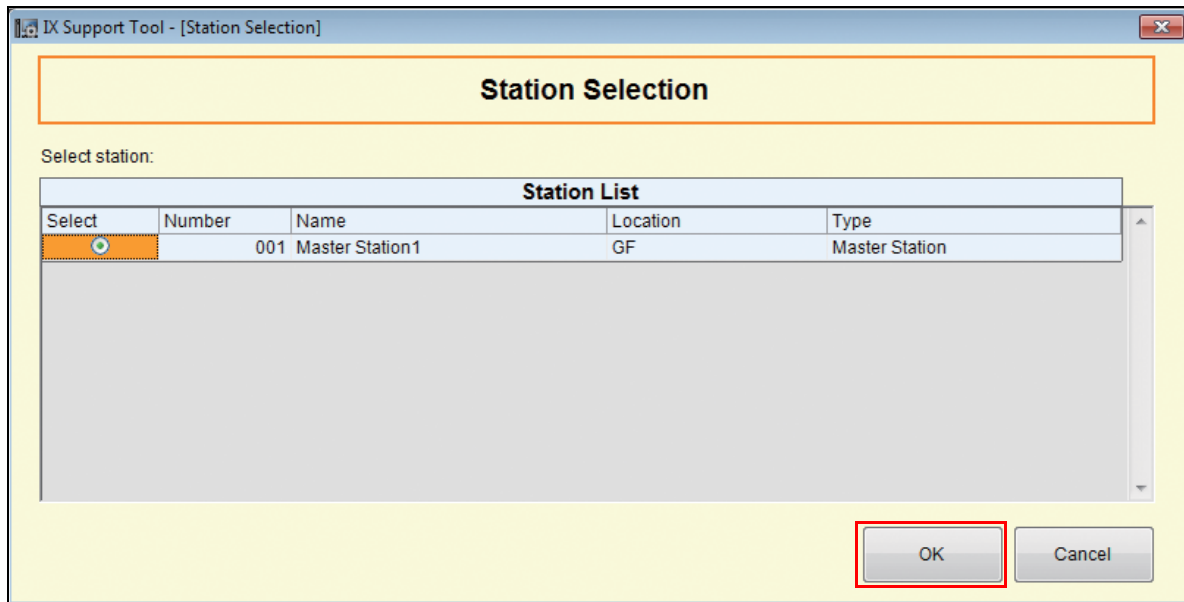 IX Support Tool - [Station Selection]
Station Selection
Select station:
Station List
Select Number Name Location Type
001 Master Station1 GF Master Station
OK Cancel